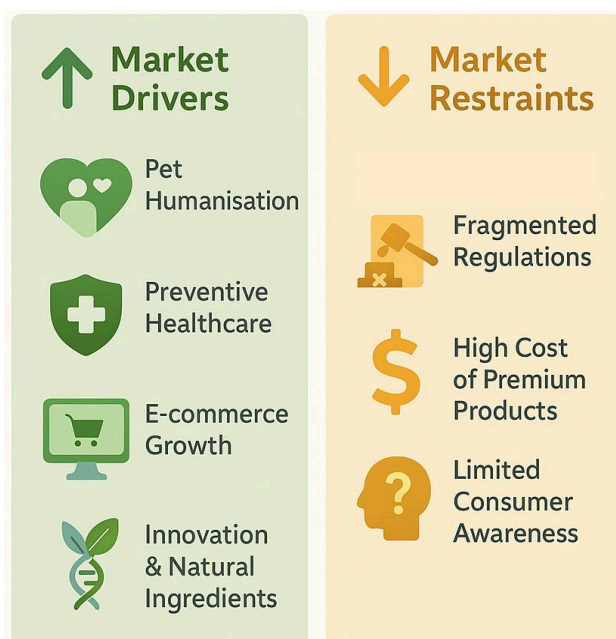 Market
Drivers
Pet
Humanisation
Preventive
Healthcare
E-commerce
Growth
Innovation
& Natural
Ingredients
Market
Restraints
Fragmented
Regulations
High Cost
of Premium
Products
Limited
Consumer
Awareness